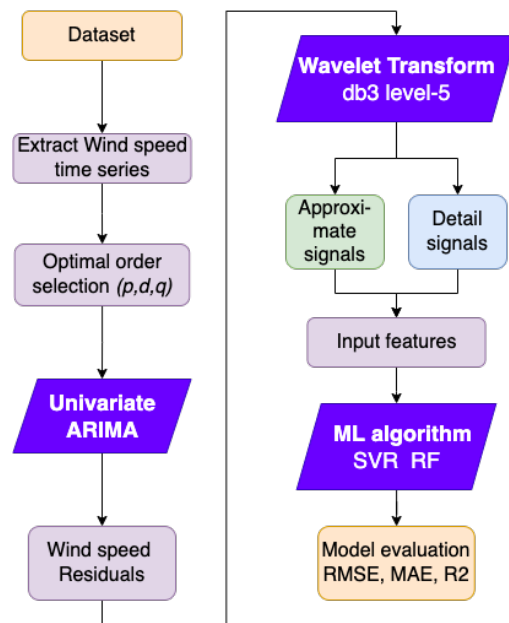 Dataset
Extract Wind speed
time series
Optimal order
selection (p,d,q)
Univariate
ARIMA
Wind speed
Residuals
Wavelet Transform
db3 level-5
Approxi-
mate
signals
Detail
signals
Input features
ML algorithm
SVR RF
Model evaluation
RMSE, MAE, R2